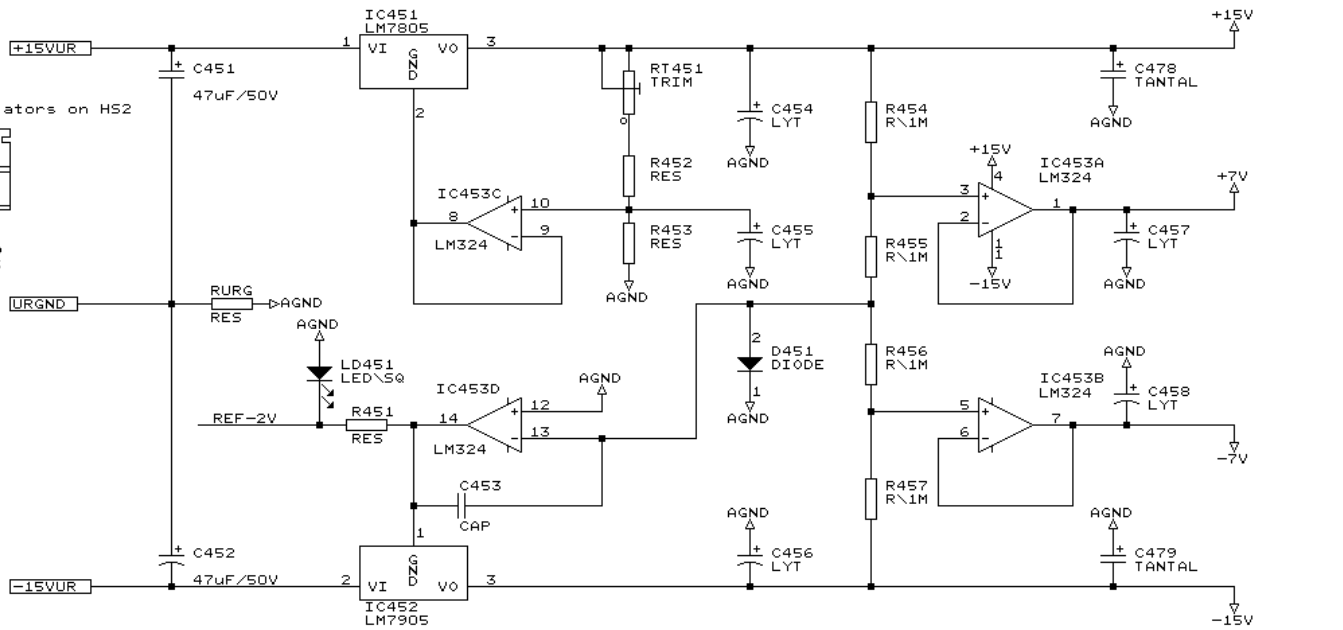 IC451
LM7805
+15V
+15VUR
1
VI
GND
VO
3
C451
47uF/50V
RT451
TRIM
C478
TANTAL
ators on HS2
2
C454
LYT
R454
R\1M
AGND
AGND
+15V
IC453A
LM324
R452
RES
4
+7V
IC453C
10
3
1
8
9
2
LM324
R453
RES
C455
LYT
R455
R\1M
11
C457
LYT
-15V
AGND
AGND
AGND
URGND
RURG
RES
AGND
AGND
2
D451
DIODE
1
AGND
R456
R\1M
AGND
LD451
LED\SQ
IC453D
AGND
IC453B
LM324
C458
LYT
REF-2V
R451
RES
14
12
13
5
6
7
LM324
-7V
C453
CAP
R457
R\1M
AGND
AGND
1
C452
47uF/50V
C456
LYT
C479
TANTAL
-15VUR
2
VI
GND
VO
3
IC452
LM7905
-15V